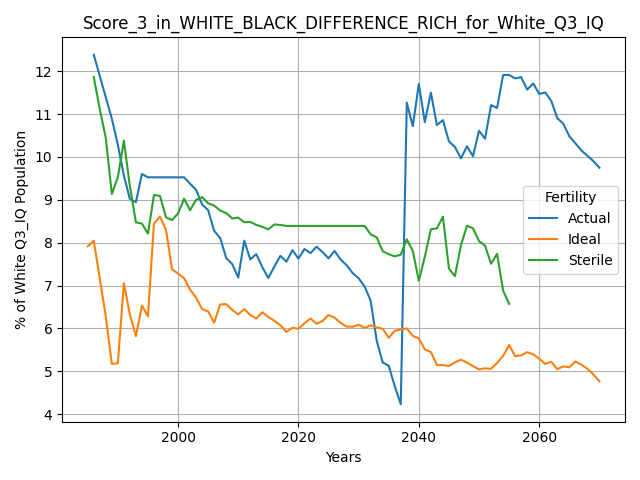 Score_3_in_WHITE_BLACK_DIFFERENCE_RICH_for_White_Q3_IQ
% of White Q3_IQ Population
12
11
10
9
8
7
6
5
4
Fertility
Actual
Ideal
Sterile
2000 2020 2040 2060
Years